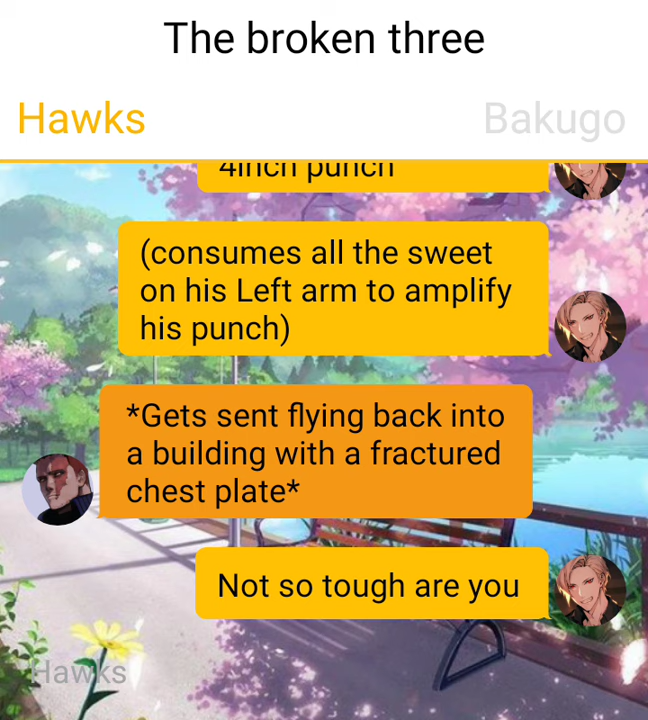 The broken three
Hawks
Bakugo
4inch punch
(consumes all the sweet
on his Left arm to amplify
his punch)
*Gets sent flying back into
a building with a fractured
chest plate*
Not so tough are you
Hawks